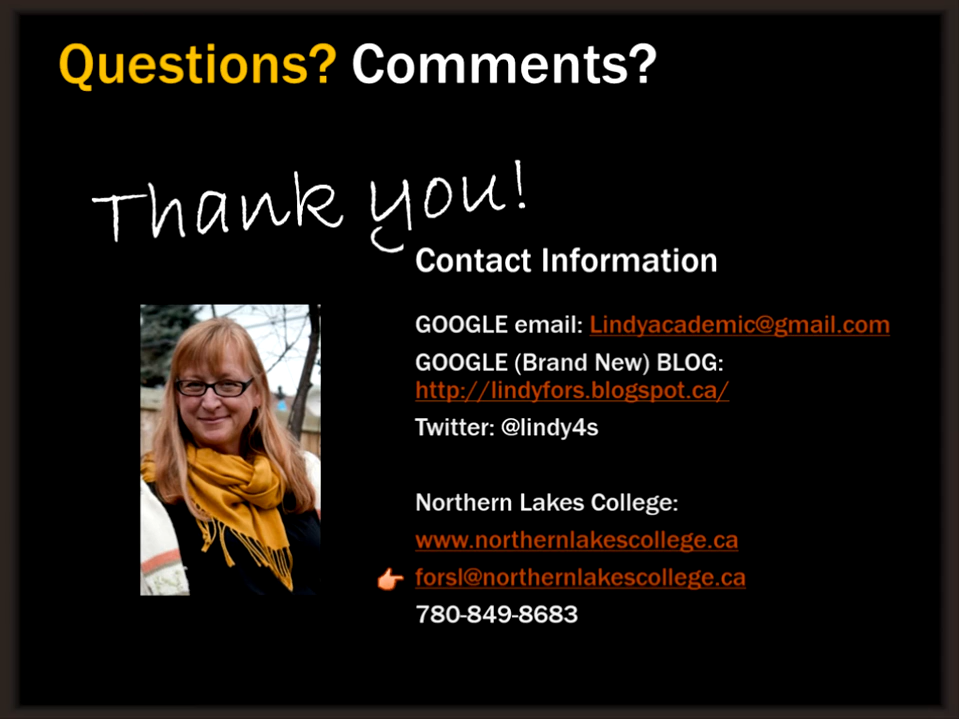 Questions? Comments?
Thank you!
Contact Information
GOOGLE email: Lindyacademic@gmail.com
GOOGLE (Brand New) BLOG:
http://lindyfors.blogspot.ca/
Twitter: @lindy4s
Northern Lakes College:
www.northernlakescollege.ca
forsl@northernlakescollege.ca
780-849-8683